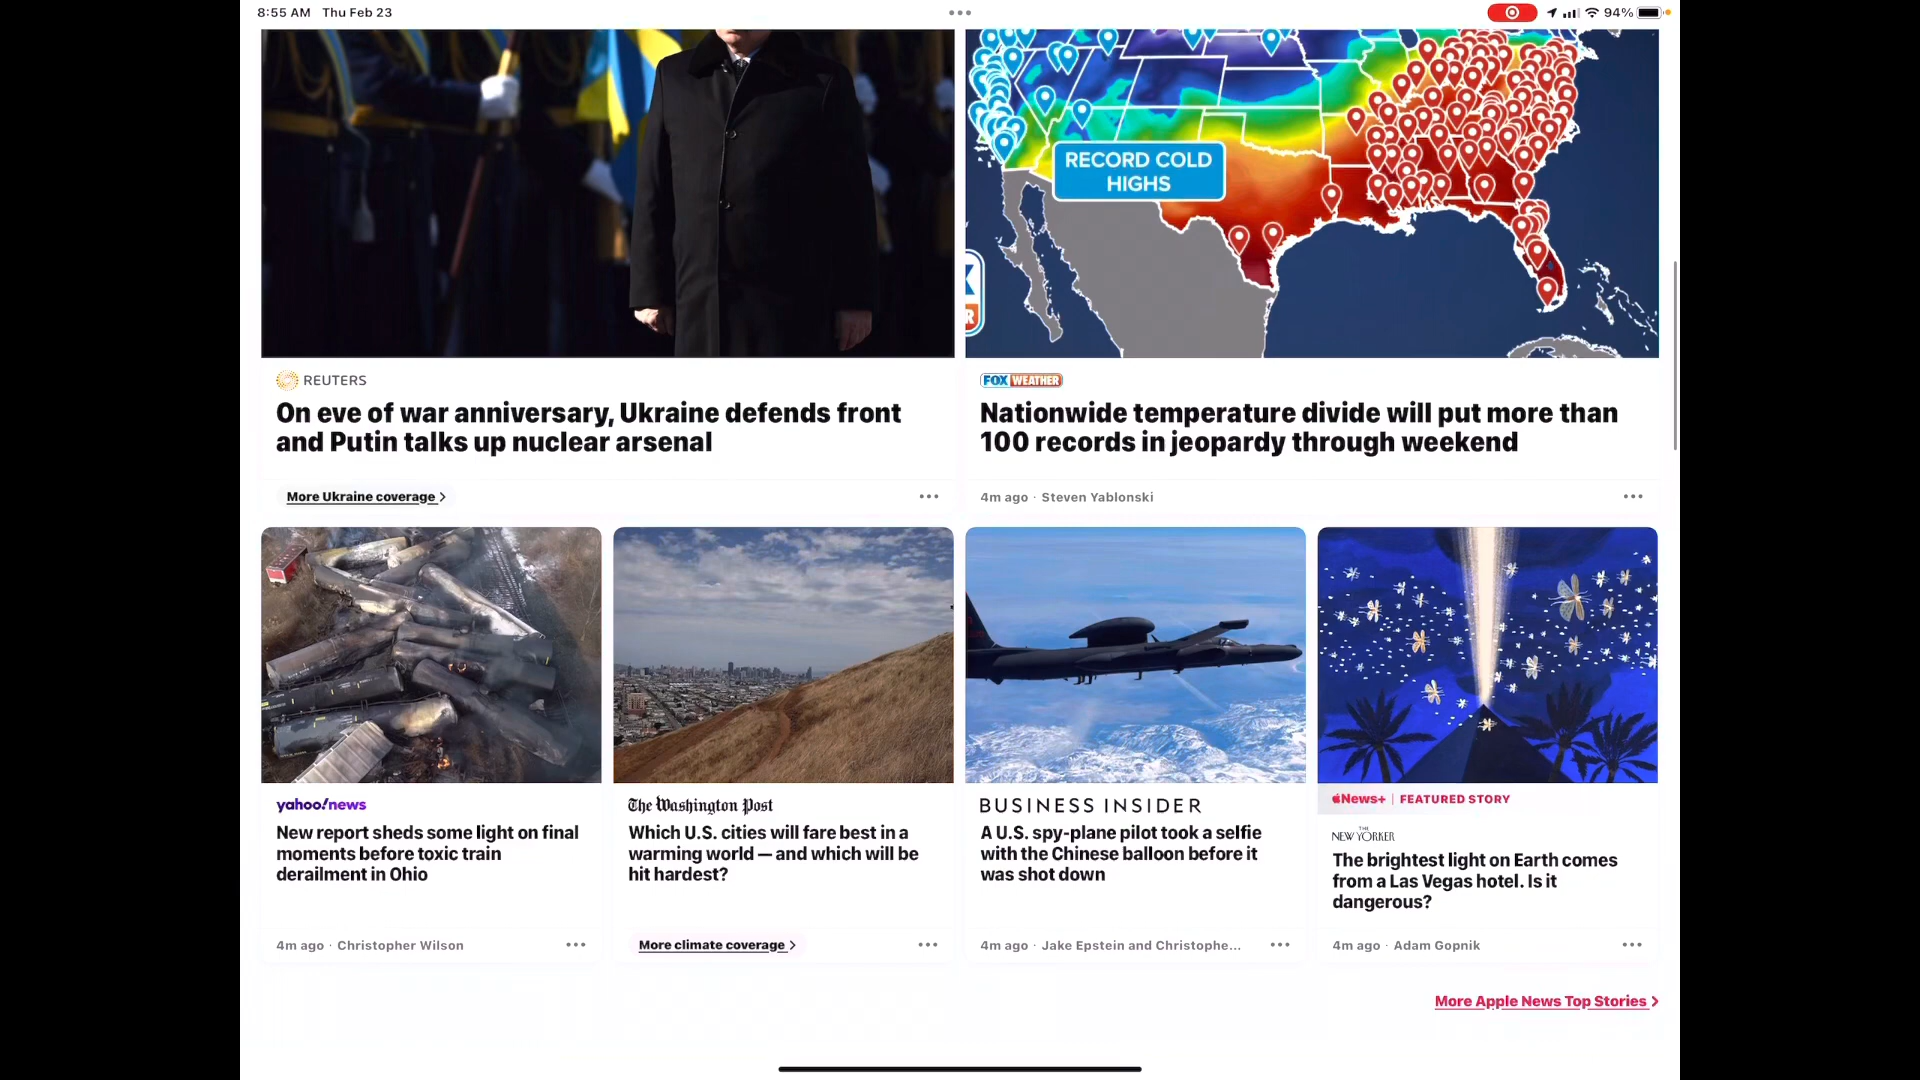 8:55 AM Thu Feb 23
94%
RECORD COLD
HIGHS
REUTERS
On eve of war anniversary, Ukraine defends front
and Putin talks up nuclear arsenal
More Ukraine coverage
FOX WEATHER
Nationwide temperature divide will put more than
100 records in jeopardy through weekend
4m ago · Steven Yablonski
yahoo!news
New report sheds some light on final
moments before toxic train
derailment in Ohio
4m ago · Christopher Wilson
The Washington Post
Which U.S. cities will fare best in a
warming world — and which will be
hit hardest?
More climate coverage
BUSINESS INSIDER
A U.S. spy-plane pilot took a selfie
with the Chinese balloon before it
was shot down
4m ago · Jake Epstein and Christophe...
News+ | FEATURED STORY
THE
NEW YORKER
The brightest light on Earth comes
from a Las Vegas hotel. Is it
dangerous?
4m ago · Adam Gopnik
More Apple News Top Stories